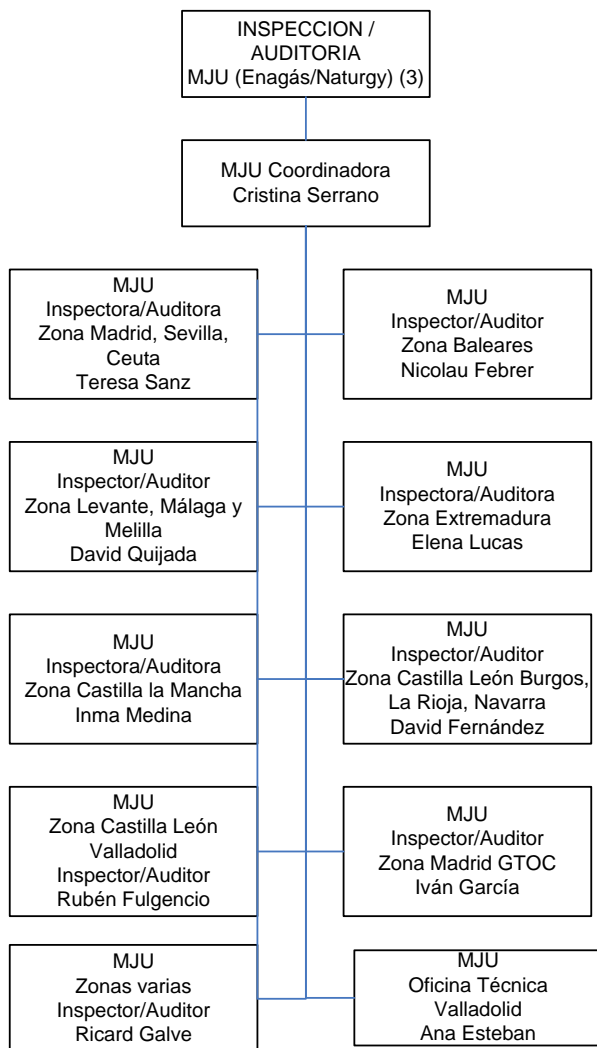 INSPECCION /
AUDITORIA
MJU (Enagás/Naturgy) (3)
MJU Coordinadora
Cristina Serrano
MJU
Inspectora/Auditora
Zona Madrid, Sevilla,
Ceuta
Teresa Sanz
MJU
Inspector/Auditor
Zona Baleares
Nicolau Febrer
MJU
Inspector/Auditor
Zona Levante, Málaga y
Melilla
David Quijada
MJU
Inspectora/Auditora
Zona Extremadura
Elena Lucas
MJU
Inspectora/Auditora
Zona Castilla la Mancha
Inma Medina
MJU
Inspector/Auditor
Zona Castilla León Burgos,
La Rioja, Navarra
David Fernández
MJU
Zona Castilla León
Valladolid
Inspector/Auditor
Rubén Fulgencio
MJU
Inspector/Auditor
Zona Madrid GTOC
Iván García
MJU
Zonas varias
Inspector/Auditor
Ricard Galve
MJU
Oficina Técnica
Valladolid
Ana Esteban